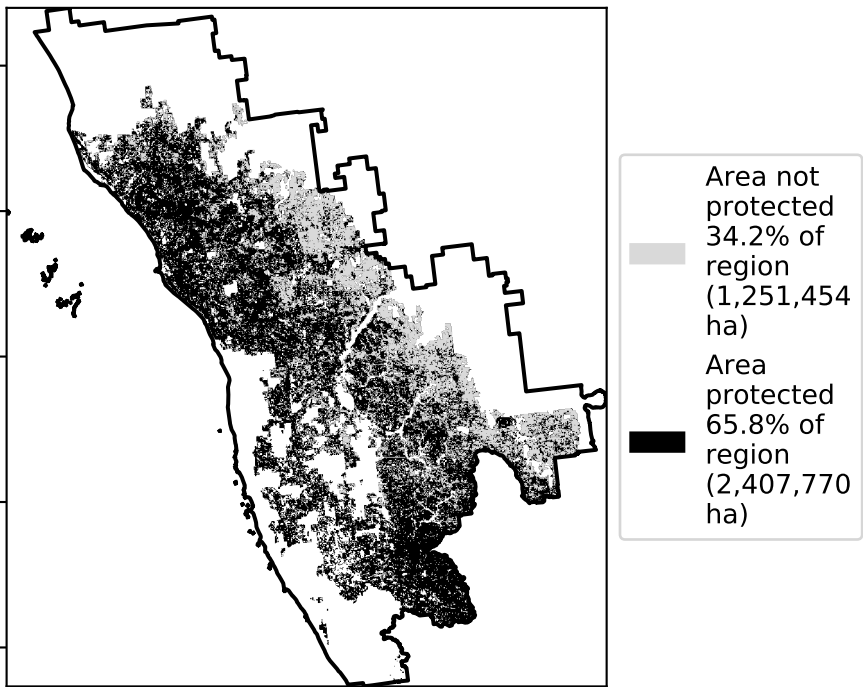 Area not
protected
34.2% of
region
(1,251,454
ha)
Area
protected
65.8% of
region
(2,407,770
ha)